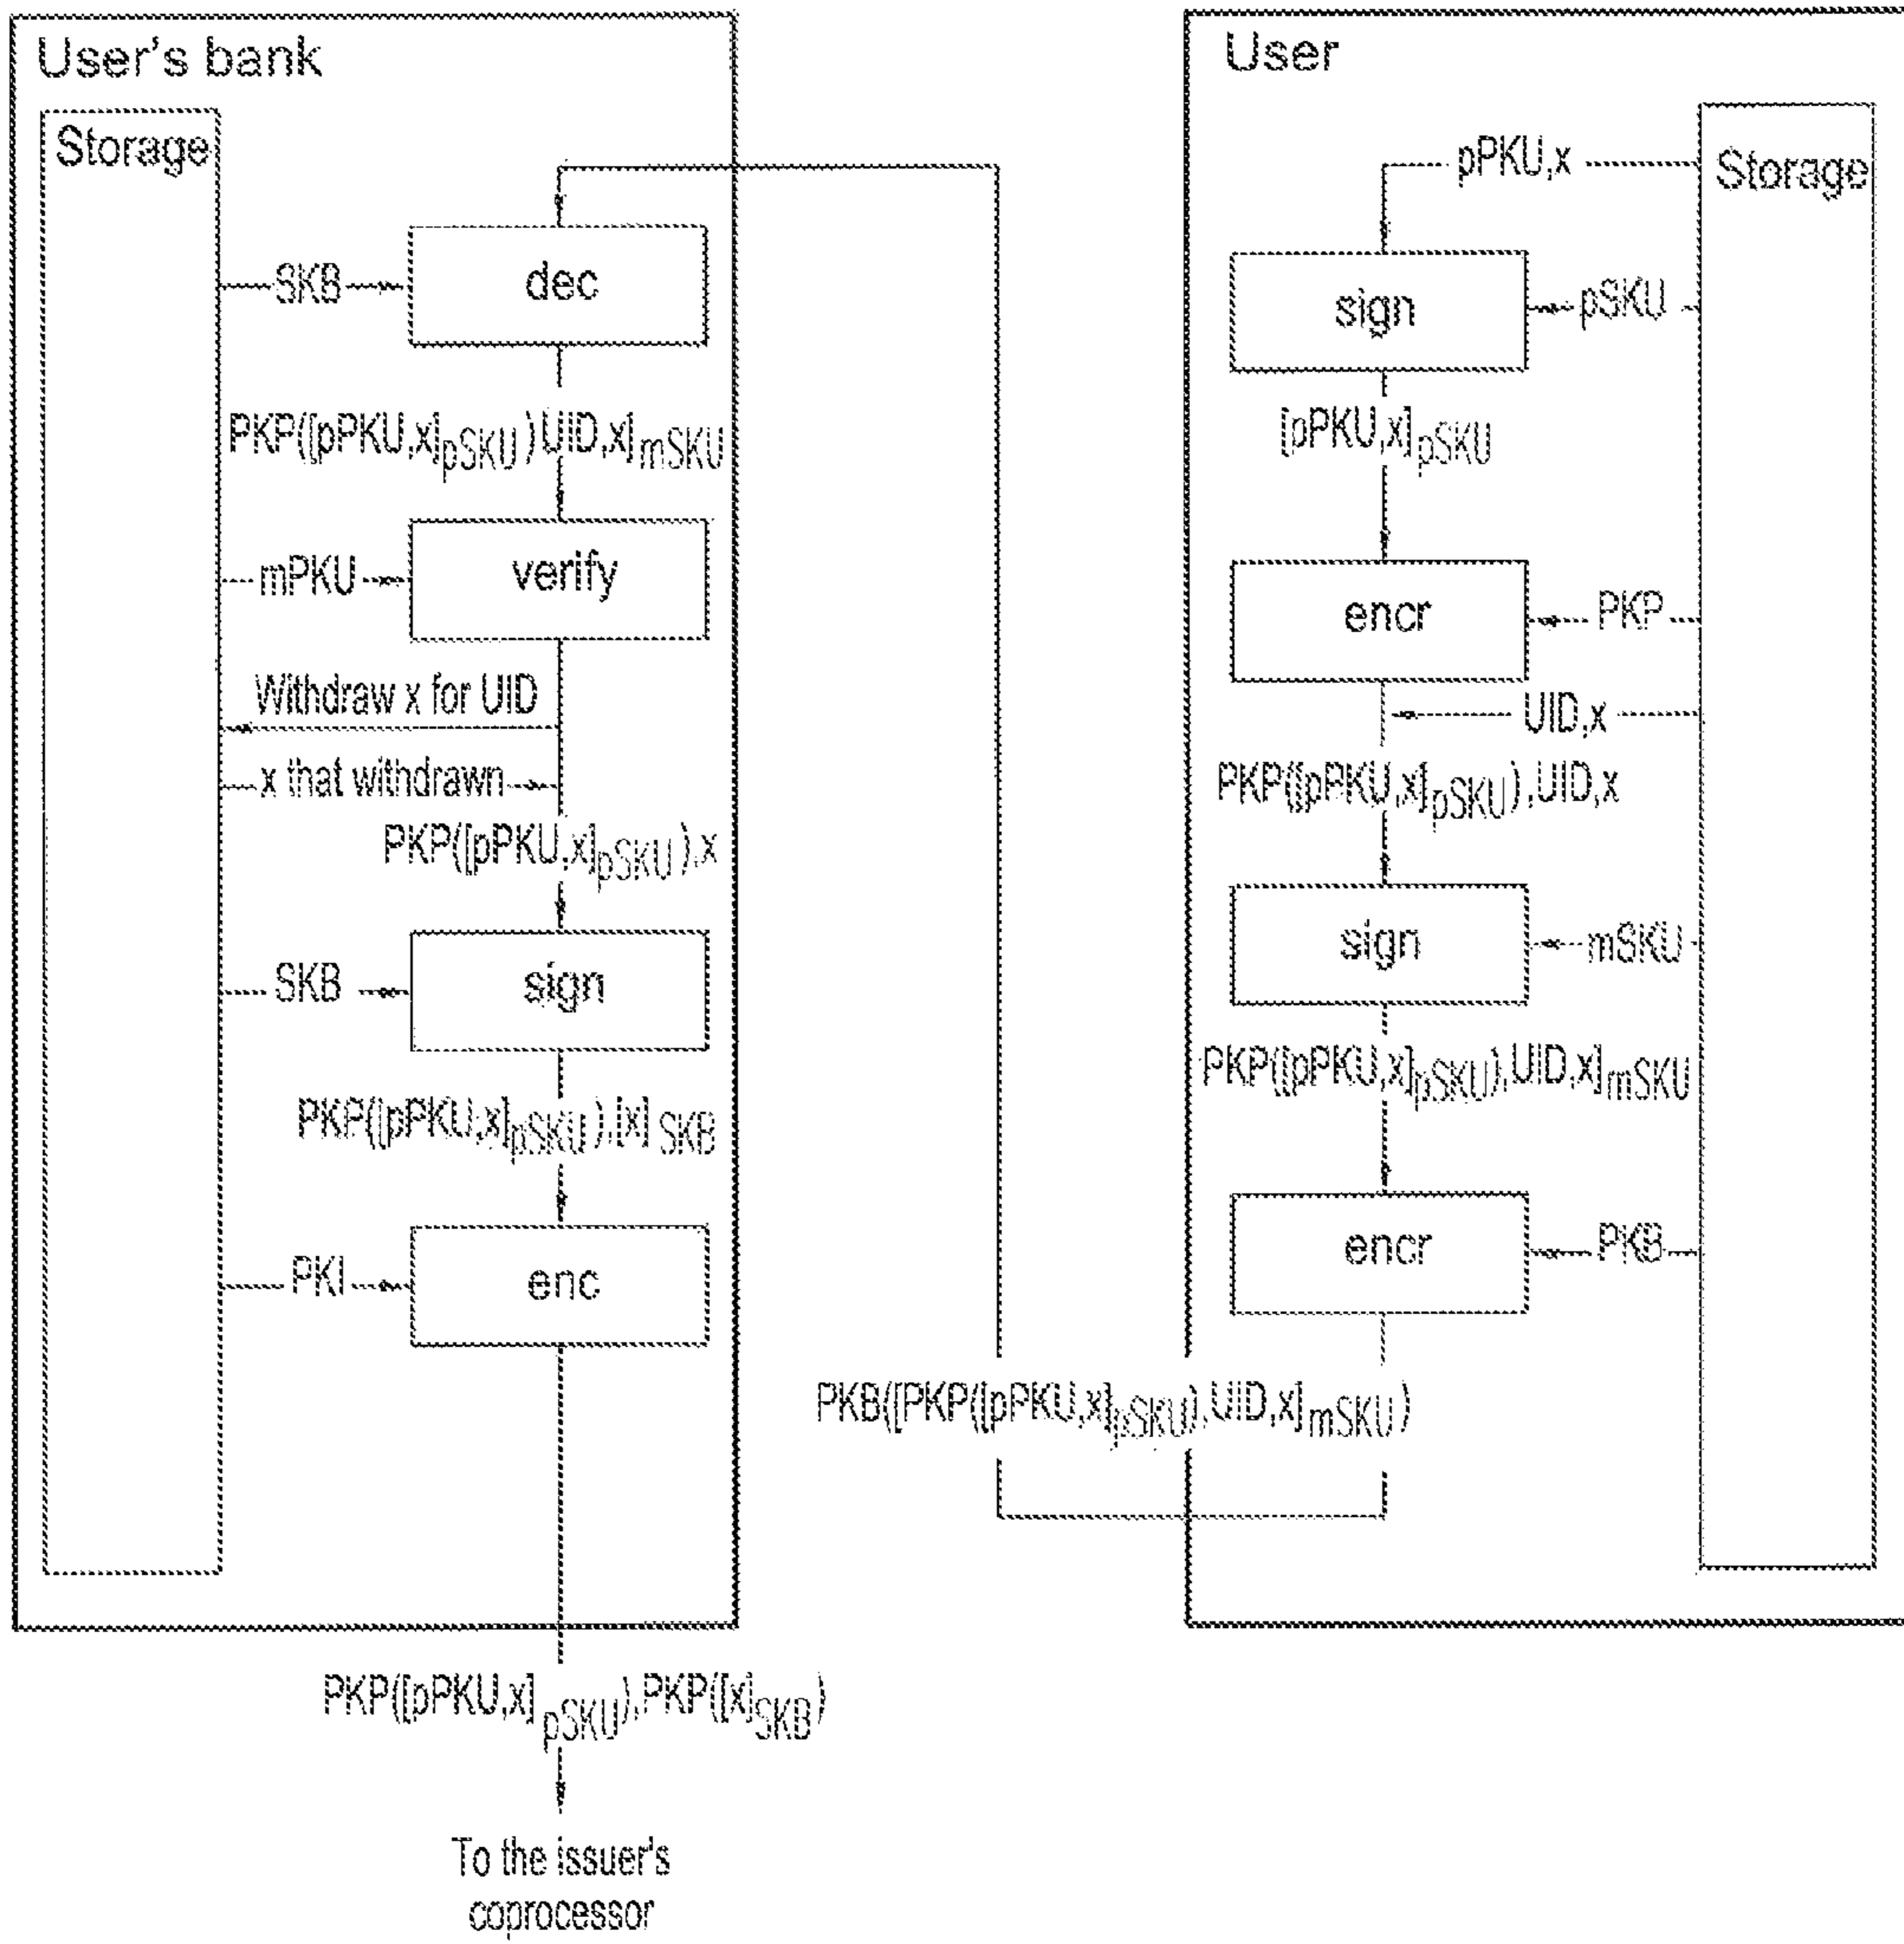 User's bank
Storage
SKB
dec
PKP([pPKU,x]pSKU)UID,x]mSKU
mPKU
verify
Withdraw x for UID
x that withdrawn
PKP([pPKU,x]pSKU),x
SKB
sign
PKP([pPKU,x]pSKU),[x] SKB
PKI
enc
PKP([pPKU,x]pSKU),PKP([x]SKB)
To the issuer's
coprocessor
User
Storage
pPKU,x
sign
pSKU
[pPKU,x]pSKU
encr
PKP
UID,x
PKP([pPKU,x]pSKU),UID,x
sign
mSKU
PKP([pPKU,x]pSKU),UID,x]mSKU
encr
PKB
PKB([PKP([pPKU,x]pSKU),UID,x]mSKU)